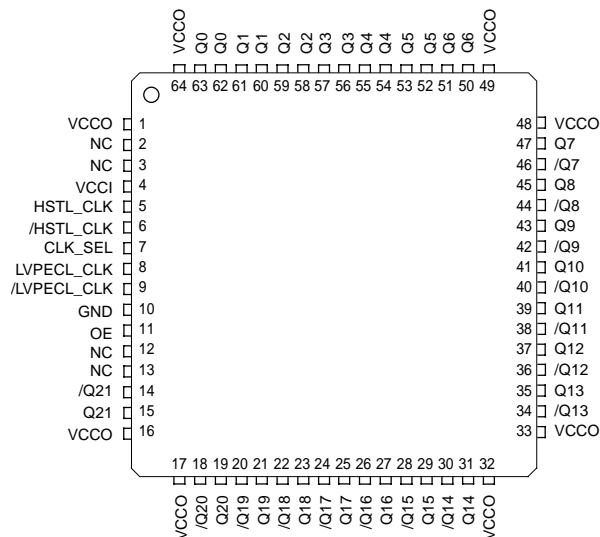 VCCO Q0 Q0 Q1 Q1 Q2 Q2 Q3 Q3 Q4 Q4 Q5 Q5 Q6 Q6 VCCO
64 63 62 61 60 59 58 57 56 55 54 53 52 51 50 49
VCCO 1 48 VCCO
NC 2 47 Q7
NC 3 46 /Q7
VCCI 4 45 Q8
HSTL_CLK 5 44 /Q8
/HSTL_CLK 6 43 Q9
CLK_SEL 7 42 /Q9
LVPECL_CLK 8 41 Q10
/LVPECL_CLK 9 40 /Q10
GND 10 39 Q11
OE 11 38 /Q11
NC 12 37 Q12
NC 13 36 /Q12
/Q21 14 35 Q13
Q21 15 34 /Q13
VCCO 16 33 VCCO
17 18 19 20 21 22 23 24 25 26 27 28 29 30 31 32
VCCO /Q20 Q20 /Q19 Q19 /Q18 Q18 /Q17 Q17 /Q16 Q16 /Q15 Q15 /Q14 Q14 VCCO